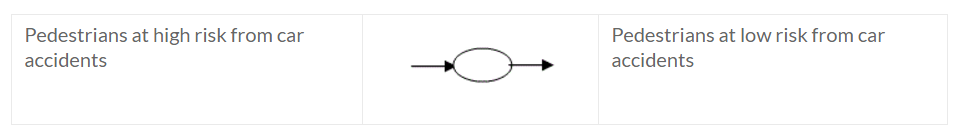 Pedestrians at high risk from car
accidents
Pedestrians at low risk from car
accidents